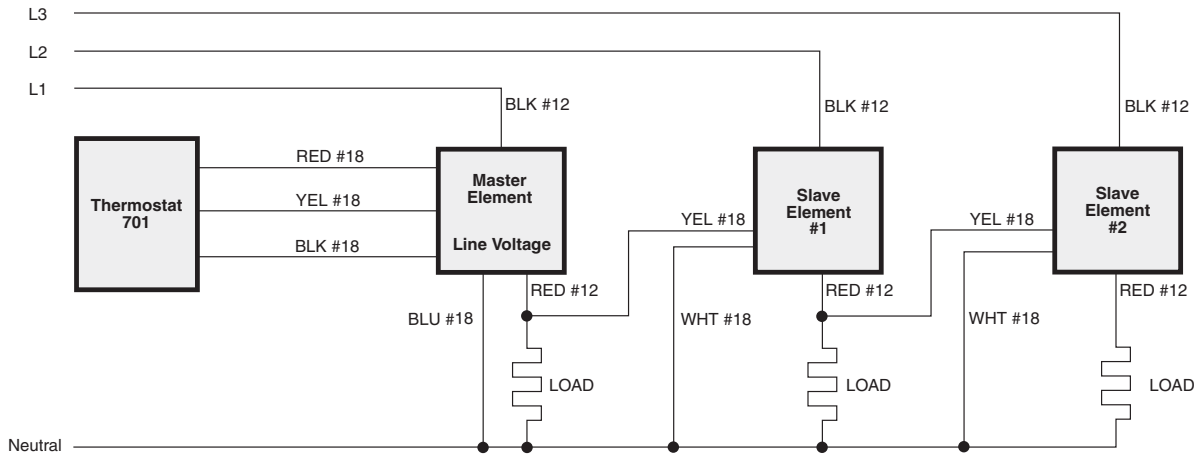 L3
L2
L1
BLK #12
BLK #12
BLK #12
Thermostat
701
RED #18
YEL #18
BLK #18
Master
Element
Line Voltage
YEL #18
Slave
Element
#1
YEL #18
Slave
Element
#2
BLU #18
RED #12
WHT #18
RED #12
WHT #18
RED #12
LOAD
LOAD
LOAD
Neutral